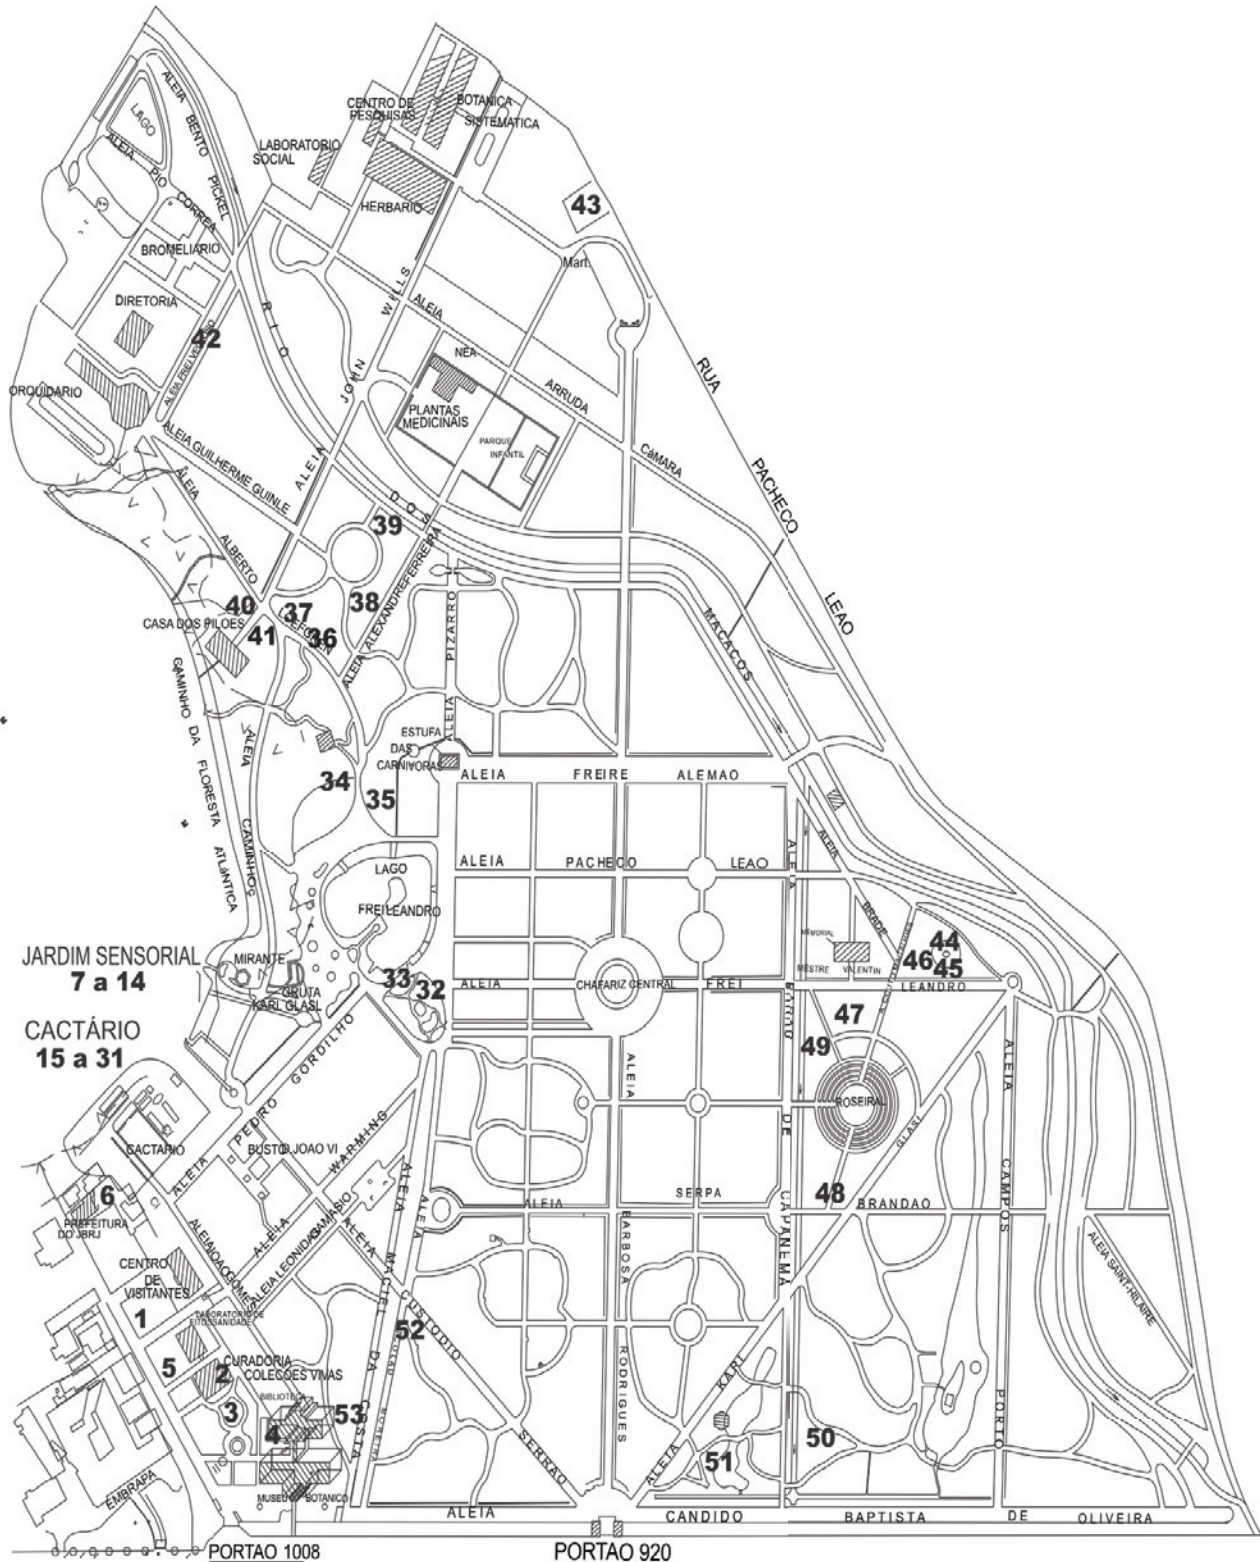 ALEIA BENTO PICKEL
LAGO
ALEIA PIO CORREA
CENTRO DE
PESQUISAS
BOTANICA
SISTEMATICA
LABORATORIO
SOCIAL
HERBARIO
43
BROMELIARIO
Mart.
DIRETORIA
42
ORQUIDARIO
RIO DOS MACACOS
ALEIA JOHN WILLS
ALEIA ARRUDA CâMARA
NEA
PLANTAS
MEDICINAIS
PARQUE
INFANTIL
RUA PACHECO LEAO
ALEIA GUILHERME GUINLE
ALEIA ALBERTO
39
38
40
37
36
41
CASA DOS PILOES
ALEIA ALEXANDRE FERREIRA
ALEIA PIZARRO
CAMINHO DA FLORESTA ATLÂNTICA
ALEIA
ESTUFA
DAS
CARNIVORAS
34
35
ALEIA FREIRE ALEMAO
ALEIA PACHECO LEAO
LAGO
FREI LEANDRO
ALEIA BRADE
MEMORIAL
MESTRE VALENTIN
44
46
45
JARDIM SENSORIAL
7 a 14
MIRANTE
GRUTA
KARL GLASL
33
32
ALEIA FREI LEANDRO
CHAFARIZ CENTRAL
CACTÁRIO
15 a 31
47
49
ROSEIRAL
ALEIA PEDRO GORDILHO
CACTARIO
BUSTO D.JOAO VI
ALEIA WARMING
6
PREFEITURA
DO JBRJ
ALEIA JOAO GOMES
ALEIA LEONIDAS DAMASIO
ALEIA SERPA BRANDAO
48
CENTRO
DE
VISITANTES
1
LABORATORIO DE
FITOSSANIDADE
5
2
CURADORIA
COLECOES VIVAS
BIBLIOTECA
3
4
53
52
ALEIA MACIEL DA COSTA
ALEIA
ALEIA CUSTODIO SERRAO
ALEIA BARBOSA RODRIGUES
ALEIA KARL GLASL
ALEIA BARAO DE CAPANEMA
ALEIA CAMPOS PORTO
ALEIA SAINT-HILAIRE
50
51
EMBRAPA
MUSEU BOTANICO
ALEIA CANDIDO BAPTISTA DE OLIVEIRA
PORTAO 1008
PORTAO 920